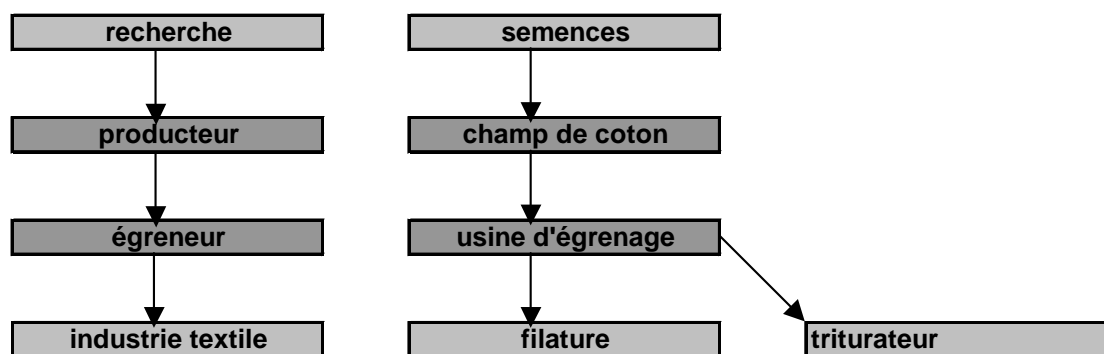 recherche
semences
producteur
champ de coton
égreneur
usine d'égrenage
industrie textile
filature
triturateur